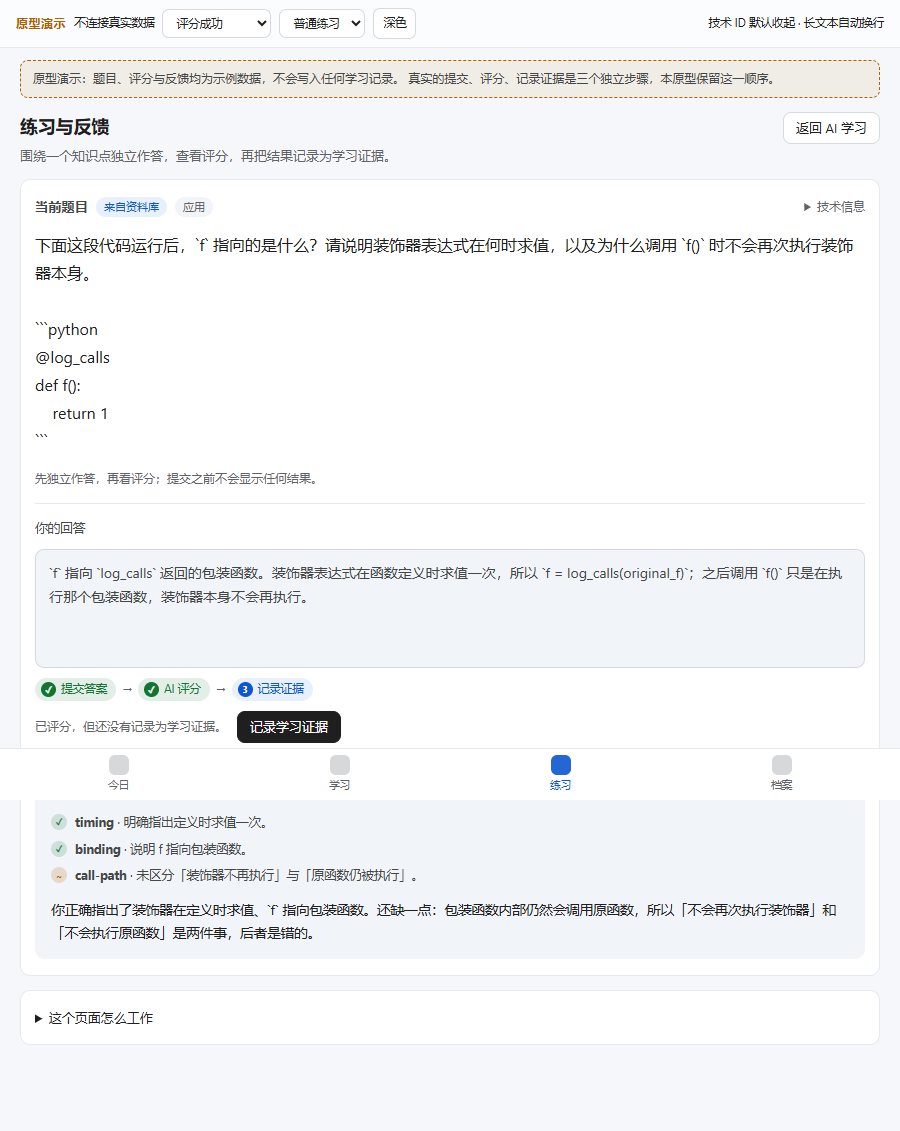 原型演示 不连接真实数据 评分成功 普通练习 深色 技术 ID 默认收起 · 长文本自动换行
原型演示：题目、评分与反馈均为示例数据，不会写入任何学习记录。 真实的提交、评分、记录证据是三个独立步骤，本原型保留这一顺序。
练习与反馈
返回 AI 学习
围绕一个知识点独立作答，查看评分，再把结果记录为学习证据。
当前题目 来自资料库 应用 ▶ 技术信息
下面这段代码运行后，`f` 指向的是什么？请说明装饰器表达式在何时求值，以及为什么调用 `f()` 时不会再次执行装饰
器本身。
```python
@log_calls
def f():
    return 1
```
先独立作答，再看评分；提交之前不会显示任何结果。
你的回答
`f` 指向 `log_calls` 返回的包装函数。装饰器表达式在函数定义时求值一次，所以 `f = log_calls(original_f)`；之后调用 `f()` 只是在执
行那个包装函数，装饰器本身不会再执行。
✓ 提交答案 → ✓ AI 评分 → 3 记录证据
已评分，但还没有记录为学习证据。 记录学习证据
今日 学习 练习 档案
✓ timing · 明确指出定义时求值一次。
✓ binding · 说明 f 指向包装函数。
~ call-path · 未区分「装饰器不再执行」与「原函数仍被执行」。
你正确指出了装饰器在定义时求值、`f` 指向包装函数。还缺一点：包装函数内部仍然会调用原函数，所以「不会再次执行装饰器」和
「不会执行原函数」是两件事，后者是错的。
▶ 这个页面怎么工作